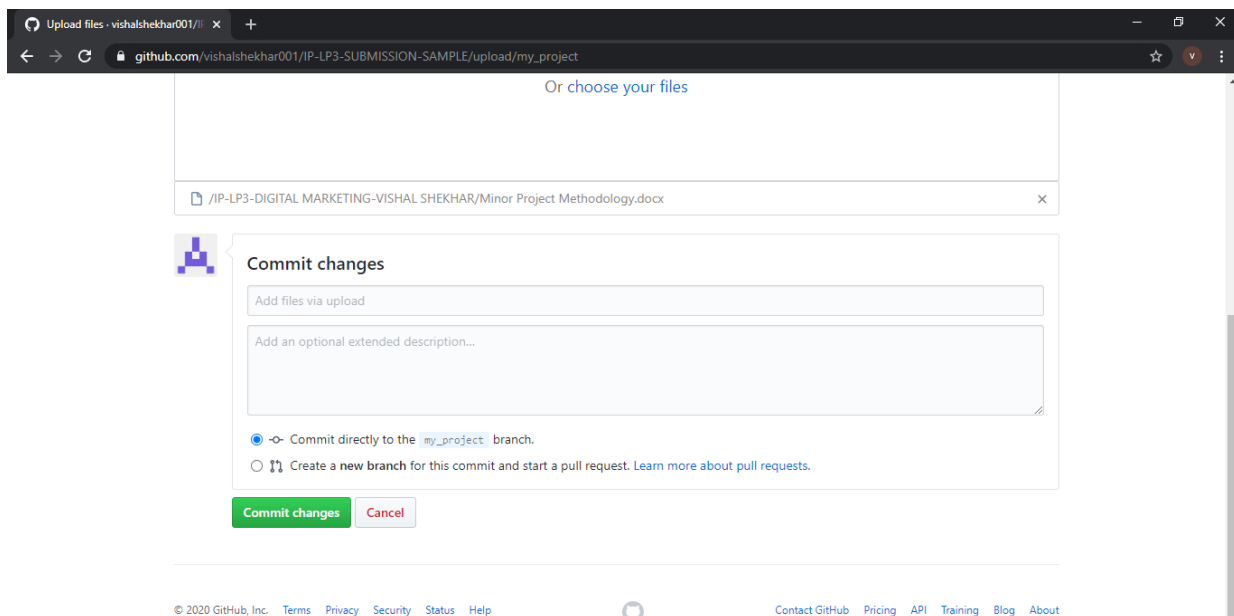 Upload files · vishalshekhar001/IP
github.com/vishalshekhar001/IP-LP3-SUBMISSION-SAMPLE/upload/my_project
V
Or choose your files
/IP-LP3-DIGITAL MARKETING-VISHAL SHEKHAR/Minor Project Methodology.docx
Commit changes
Add files via upload
Add an optional extended description...
Commit directly to the my_project branch.
Create a new branch for this commit and start a pull request. Learn more about pull requests.
Commit changes Cancel
© 2020 GitHub, Inc. Terms Privacy Security Status Help Contact GitHub Pricing API Training Blog About